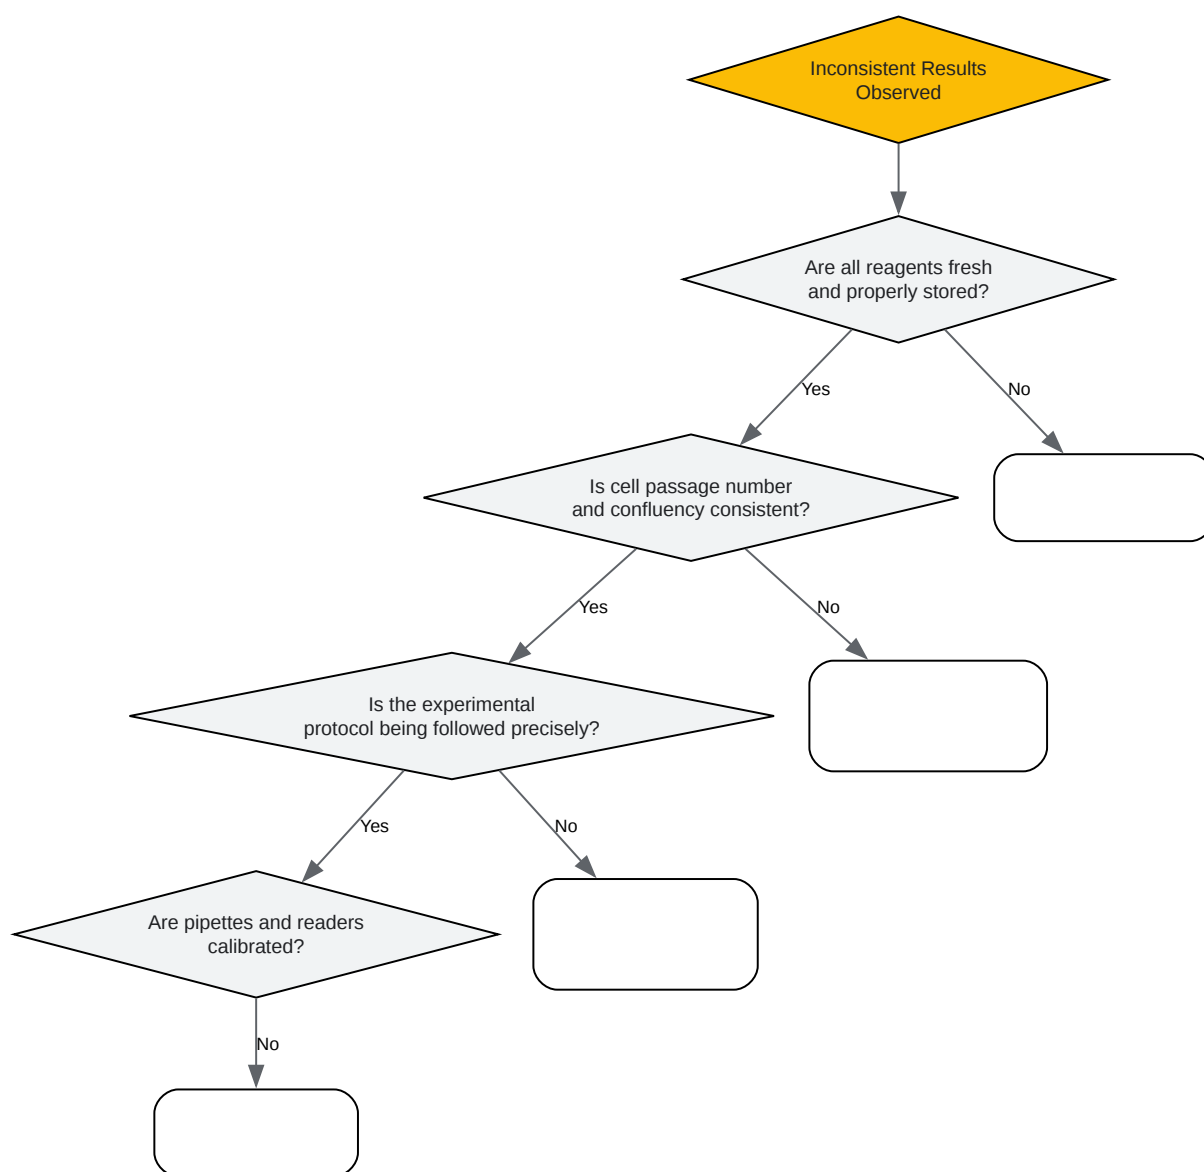 Inconsistent Results
Observed
Are all reagents fresh
and properly stored?
Yes
No
Is cell passage number
and confluency consistent?
Yes
No
Is the experimental
protocol being followed precisely?
Yes
No
Are pipettes and readers
calibrated?
No